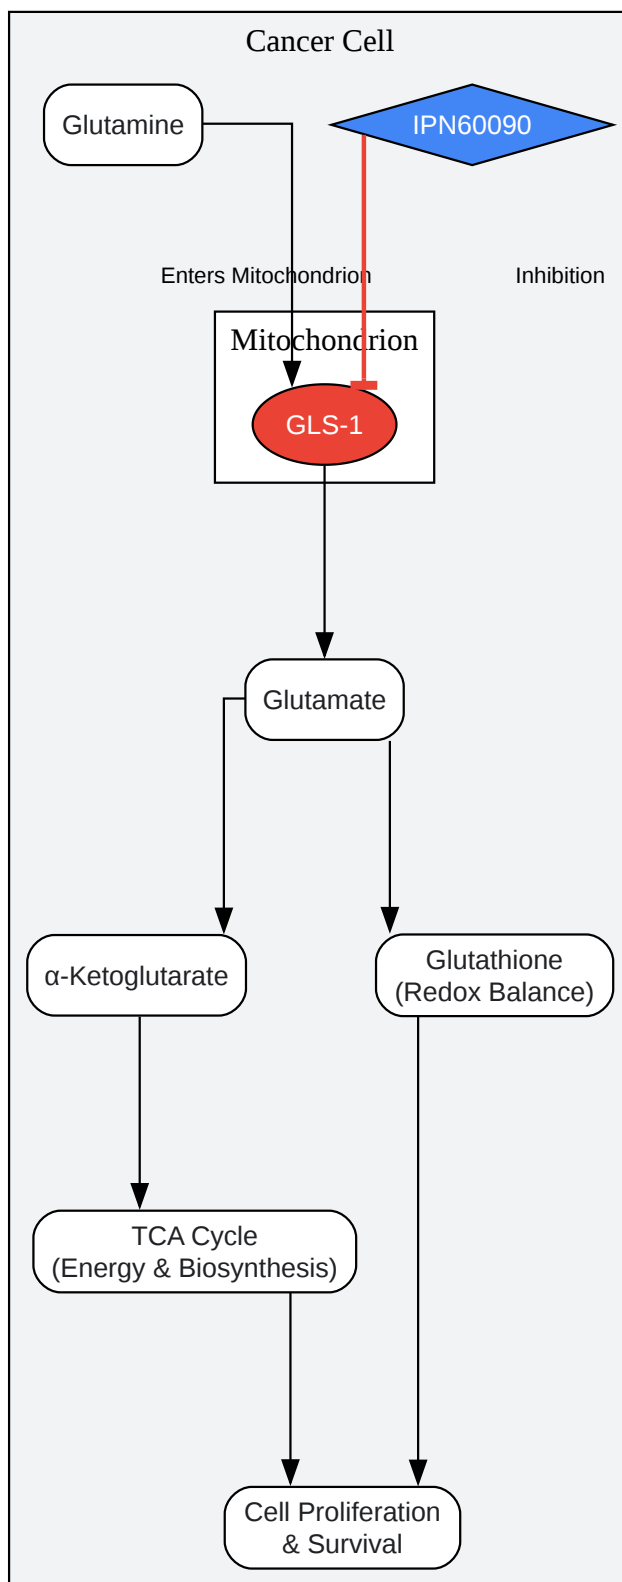 Cancer Cell
Glutamine
IPN60090
Enters Mitochondrion
Inhibition
Mitochondrion
GLS-1
Glutamate
α-Ketoglutarate
Glutathione
(Redox Balance)
TCA Cycle
(Energy & Biosynthesis)
Cell Proliferation
& Survival